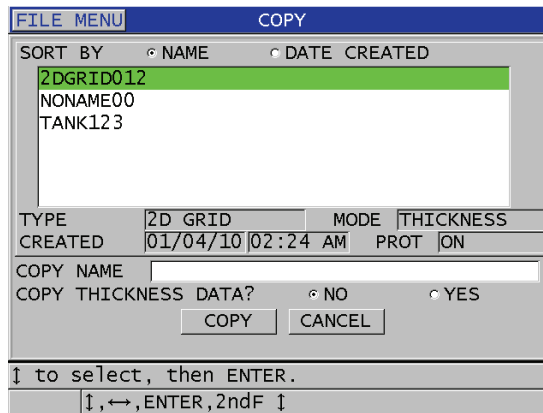 FILE MENU COPY
SORT BY NAME DATE CREATED
2DGRID012
NONAME00
TANK123
TYPE 2D GRID MODE THICKNESS
CREATED 01/04/10 02:24 AM PROT ON
COPY NAME
COPY THICKNESS DATA? NO YES
COPY CANCEL
↕ to select, then ENTER.
↕,↔,ENTER,2ndF ↕